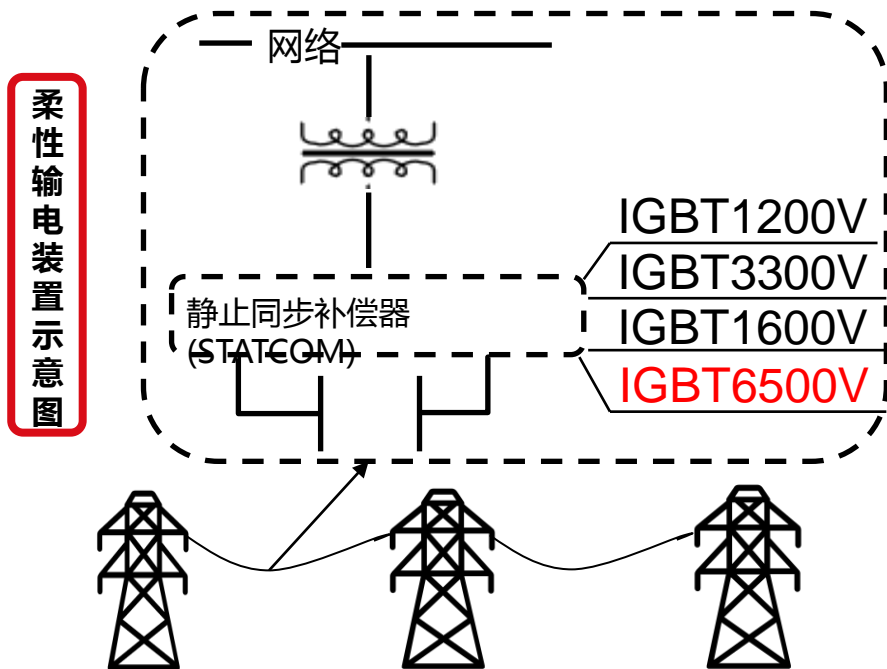 柔性输电装置示意图
网络
IGBT1200V
IGBT3300V
静止同步补偿器
(STATCOM)
IGBT1600V
IGBT6500V